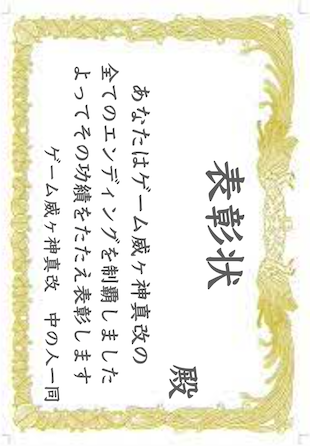 表彰状
殿
あなたはゲーム威ヶ神真改の
全てのエンディングを制覇しました
よってその功績をたたえ表彰します
ゲーム威ヶ神真改　中の人一同